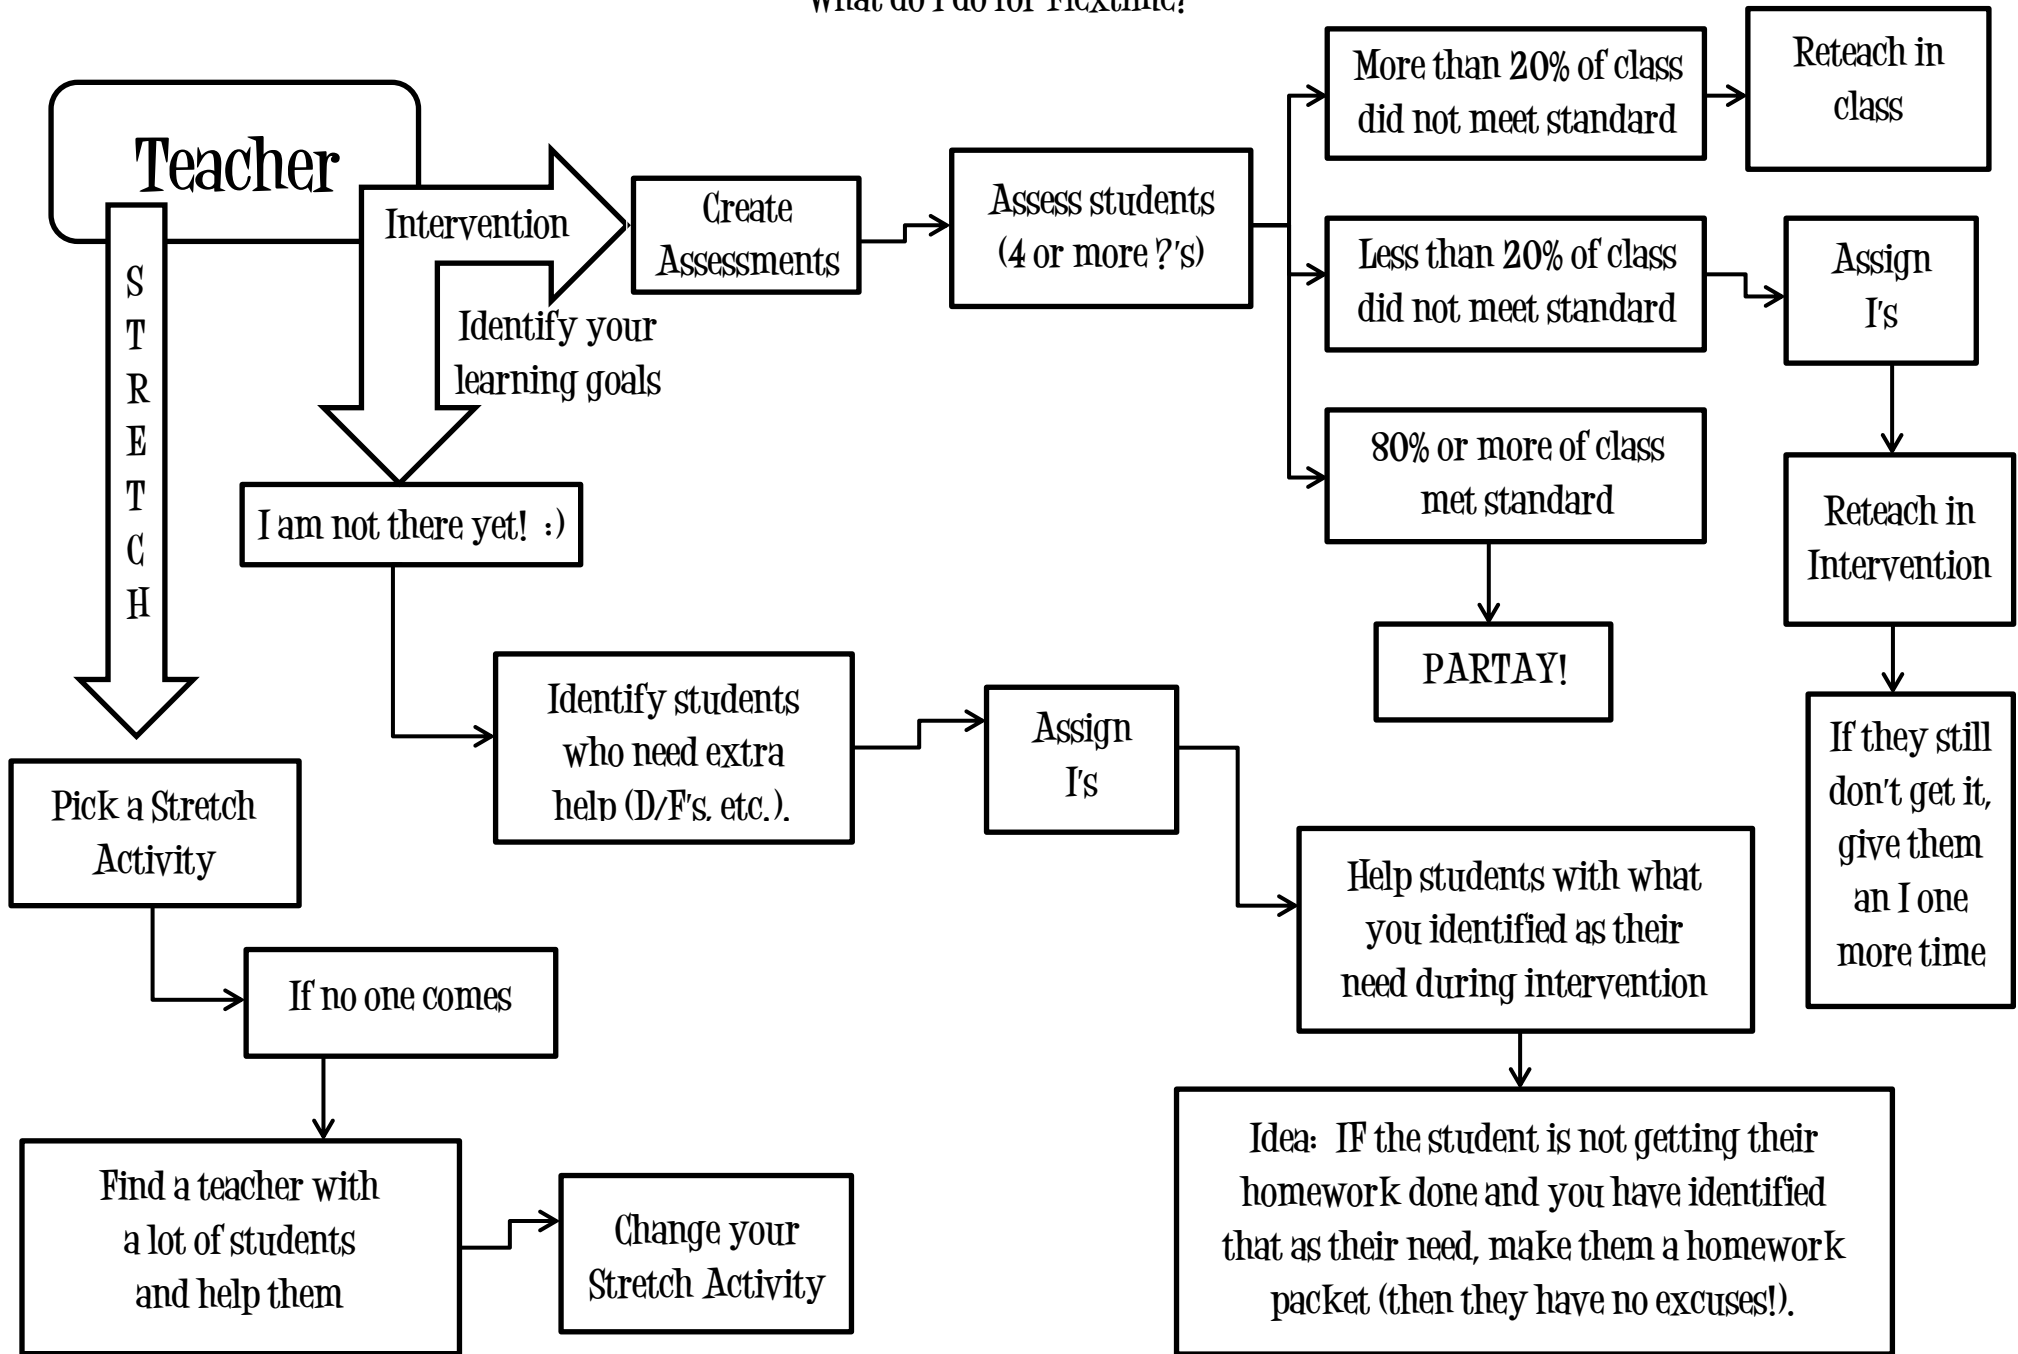 What do I do for Flextime?
Teacher
STRETCH
Intervention
Identify your
learning goals
Create
Assessments
Assess students
(4 or more ?'s)
More than 20% of class
did not meet standard
Reteach in
class
Less than 20% of class
did not meet standard
Assign
I's
Reteach in
Intervention
If they still
don't get it,
give them
an I one
more time
80% or more of class
met standard
PARTAY!
I am not there yet!  :)
Identify students
who need extra
help (D/F's, etc.).
Assign
I's
Help students with what
you identified as their
need during intervention
Idea:  IF the student is not getting their
homework done and you have identified
that as their need, make them a homework
packet (then they have no excuses!).
Pick a Stretch
Activity
If no one comes
Find a teacher with
a lot of students
and help them
Change your
Stretch Activity